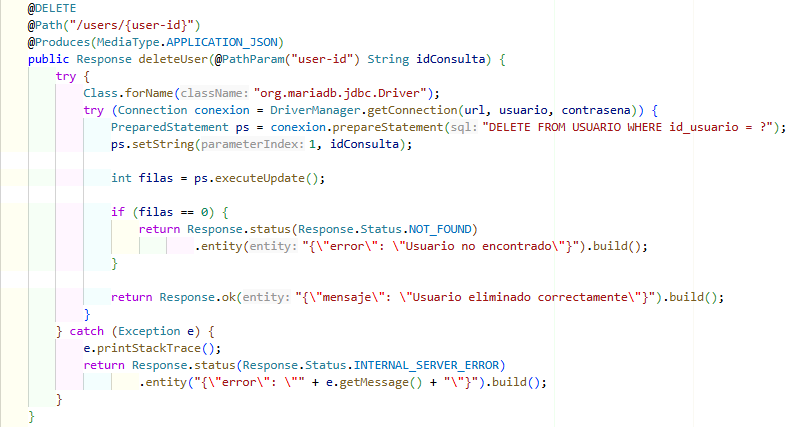 @DELETE
@Path("/users/{user-id}")
@Produces(MediaType.APPLICATION_JSON)
public Response deleteUser(@PathParam("user-id") String idConsulta) {
try {
Class.forName(className: "org.mariadb.jdbc.Driver");
try (Connection conexion = DriverManager.getConnection(url, usuario, contrasena)) {
PreparedStatement ps = conexion.prepareStatement(sql: "DELETE FROM USUARIO WHERE id_usuario = ?");
ps.setString(parameterIndex: 1, idConsulta);
int filas = ps.executeUpdate();
if (filas == 0) {
return Response.status(Response.Status.NOT_FOUND)
.entity(entity: "{\"error\": \"Usuario no encontrado\"}").build();
}
return Response.ok(entity: "{\"mensaje\": \"Usuario eliminado correctamente\"}").build();
}
} catch (Exception e) {
e.printStackTrace();
return Response.status(Response.Status.INTERNAL_SERVER_ERROR)
.entity("{\"error\": \"" + e.getMessage() + "\"}").build();
}
}